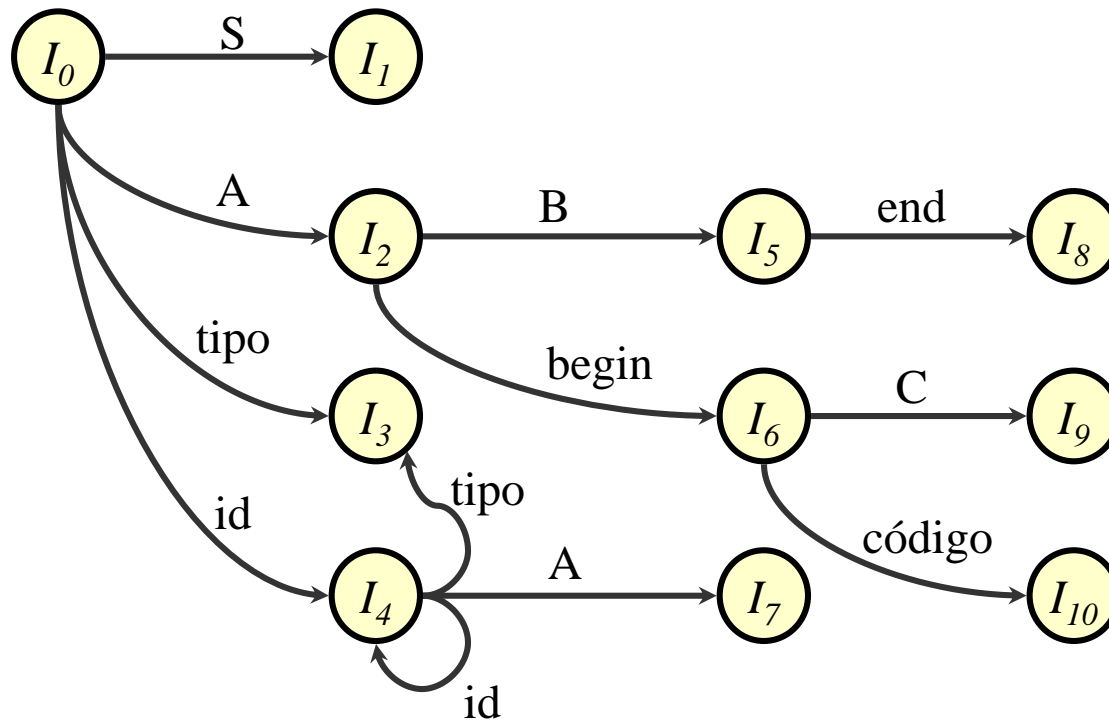 S
I0 I1
A B end
I2 I5 I8
tipo begin C
I3 I6 I9
id tipo A código
I4 I7 I10
id